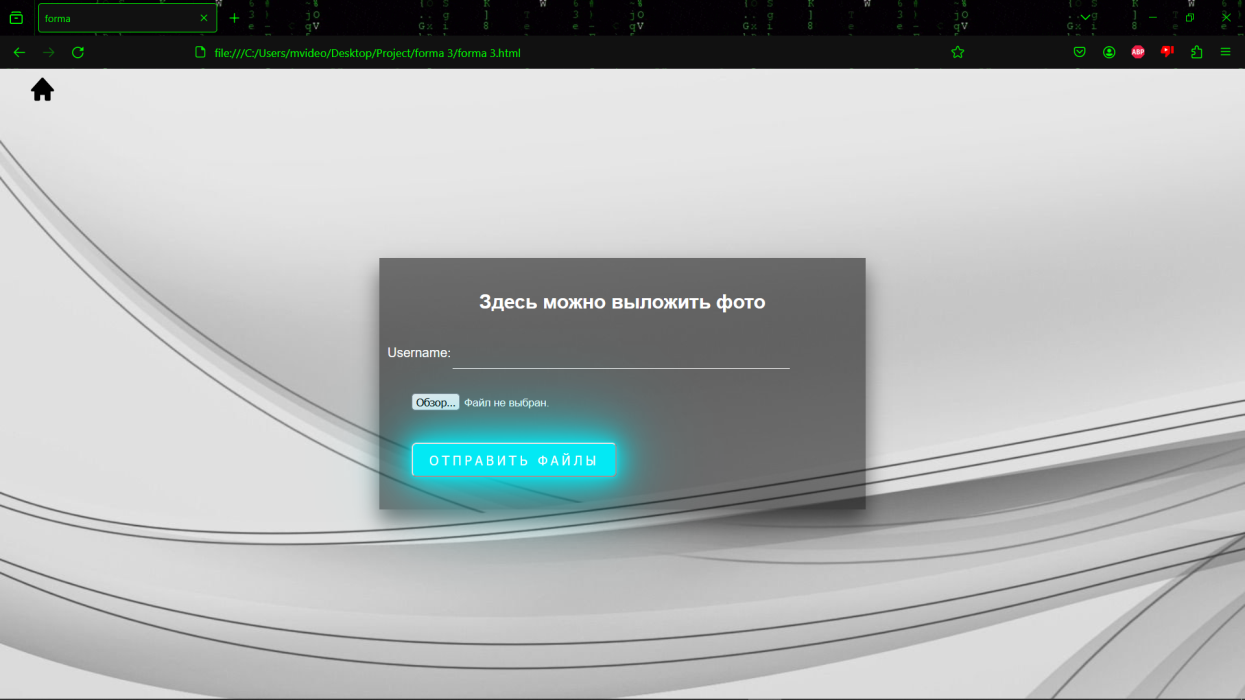 forma
file:///C:/Users/mvideo/Desktop/Project/forma 3/forma 3.html
ABP
Здесь можно выложить фото
Username:
Обзор... Файл не выбран.
ОТПРАВИТЬ ФАЙЛЫ